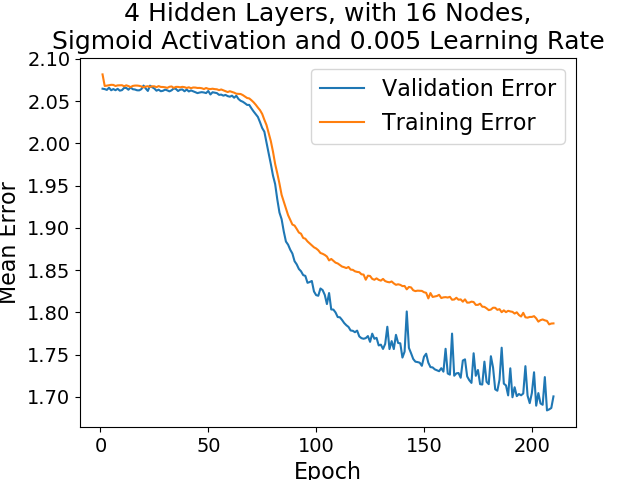 4 Hidden Layers, with 16 Nodes,
Sigmoid Activation and 0.005 Learning Rate
2.10
2.05
2.00
1.95
1.90
1.85
1.80
1.75
1.70
Mean Error
Validation Error
Training Error
0
50
100
150
200
Epoch